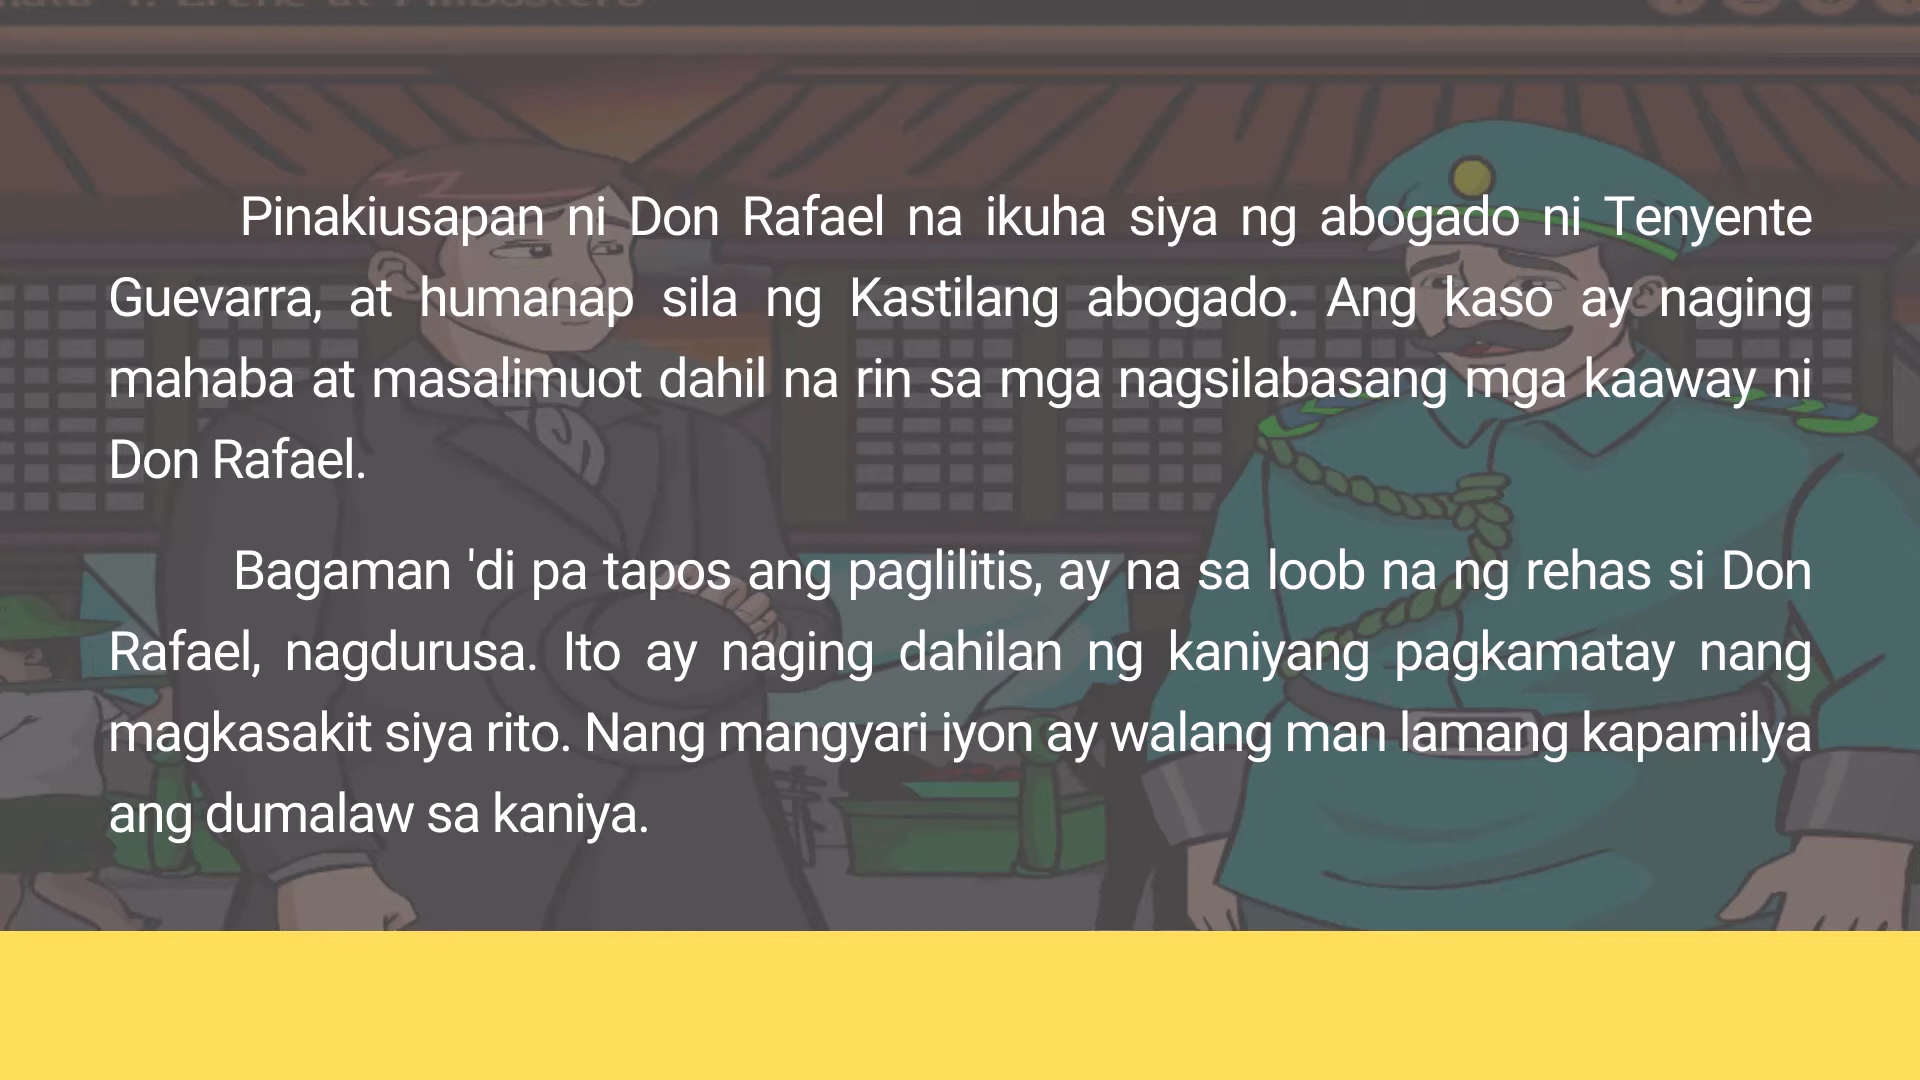 Pinakiusapan ni Don Rafael na ikuha siya ng abogado ni Tenyente
Guevarra, at humanap sila ng Kastilang abogado. Ang kaso ay naging
mahaba at masalimuot dahil na rin sa mga nagsilabasang mga kaaway ni
Don Rafael.
Bagaman 'di pa tapos ang paglilitis, ay na sa loob na ng rehas si Don
Rafael, nagdurusa. Ito ay naging dahilan ng kaniyang pagkamatay nang
magkasakit siya rito. Nang mangyari iyon ay walang man lamang kapamilya
ang dumalaw sa kaniya.